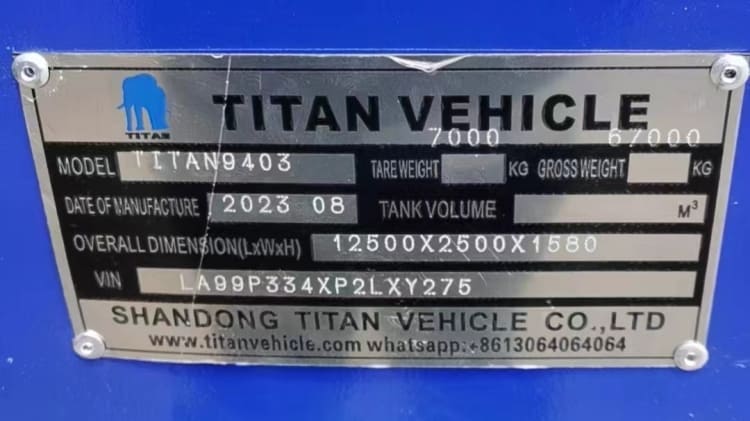 TITAN
TITAN VEHICLE
MODEL TITAN9403 TARE WEIGHT 7000 KG GROSS WEIGHT 67000 KG
DATE OF MANUFACTURE 2023 08 TANK VOLUME M³
OVERALL DIMENSION(LxWxH) 12500X2500X1580
VIN LA99P334XP2LXY275
SHANDONG TITAN VEHICLE CO.,LTD
www.titanvehicle.com whatsapp:+8613064064064